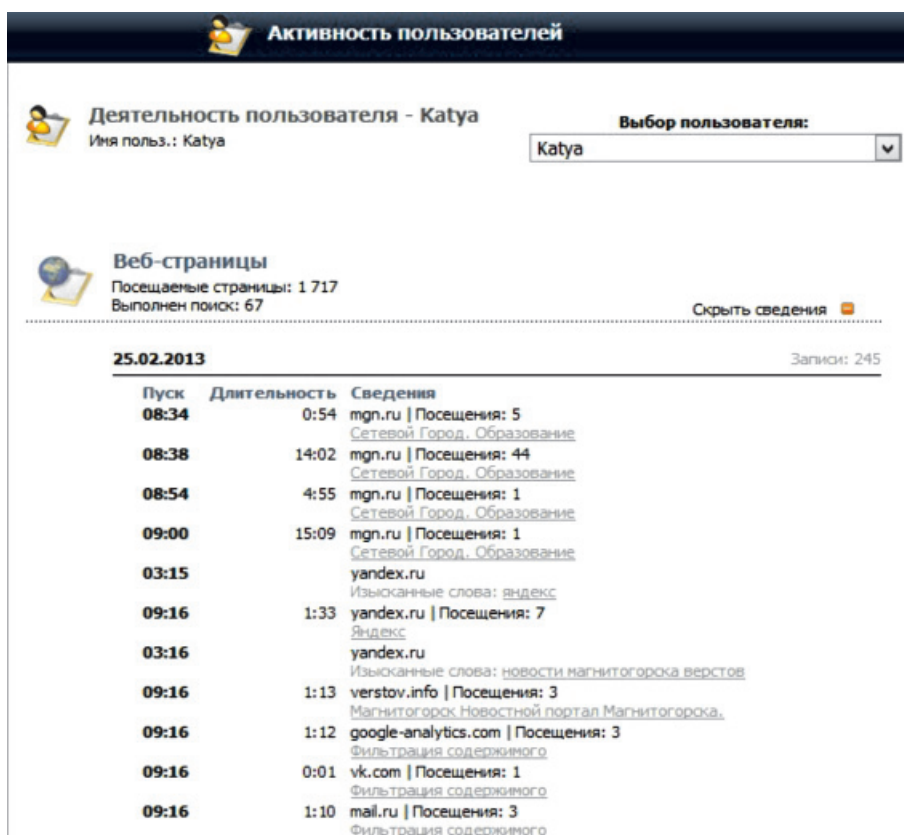 Активность пользователей
Деятельность пользователя - Katya
Имя польз.: Katya
Выбор пользователя:
Katya
Веб-страницы
Посещаемые страницы: 1 717
Выполнен поиск: 67
Скрыть сведения
25.02.2013 Записи: 245
Пуск Длительность Сведения
08:34 0:54 mgn.ru | Посещения: 5
Сетевой Город. Образование
08:38 14:02 mgn.ru | Посещения: 44
Сетевой Город. Образование
08:54 4:55 mgn.ru | Посещения: 1
Сетевой Город. Образование
09:00 15:09 mgn.ru | Посещения: 1
Сетевой Город. Образование
03:15 yandex.ru
Изысканные слова: яндекс
09:16 1:33 yandex.ru | Посещения: 7
Яндекс
03:16 yandex.ru
Изысканные слова: новости магнитогорска верстов
09:16 1:13 verstov.info | Посещения: 3
Магнитогорск Новостной портал Магнитогорска.
09:16 1:12 google-analytics.com | Посещения: 3
Фильтрация содержимого
09:16 0:01 vk.com | Посещения: 1
Фильтрация содержимого
09:16 1:10 mail.ru | Посещения: 3
Фильтрация содержимого